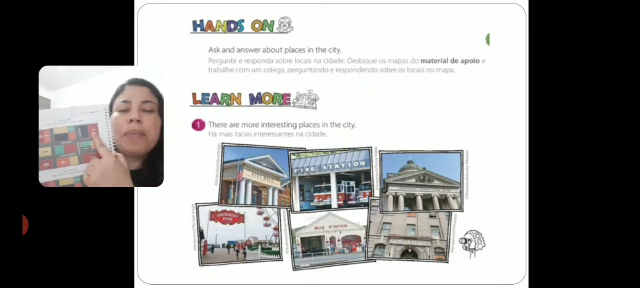 HANDS ON
Ask and answer about places in the city.
Pergunte e responda sobre locais na cidade. Destaque os mapas do material de apoio e
trabalhe com um colega, perguntando e respondendo sobre os locais no mapa.
LEARN MORE
1 There are more interesting places in the city.
Há mais locais interessantes na cidade.
FIRE STATION
BUS STATION